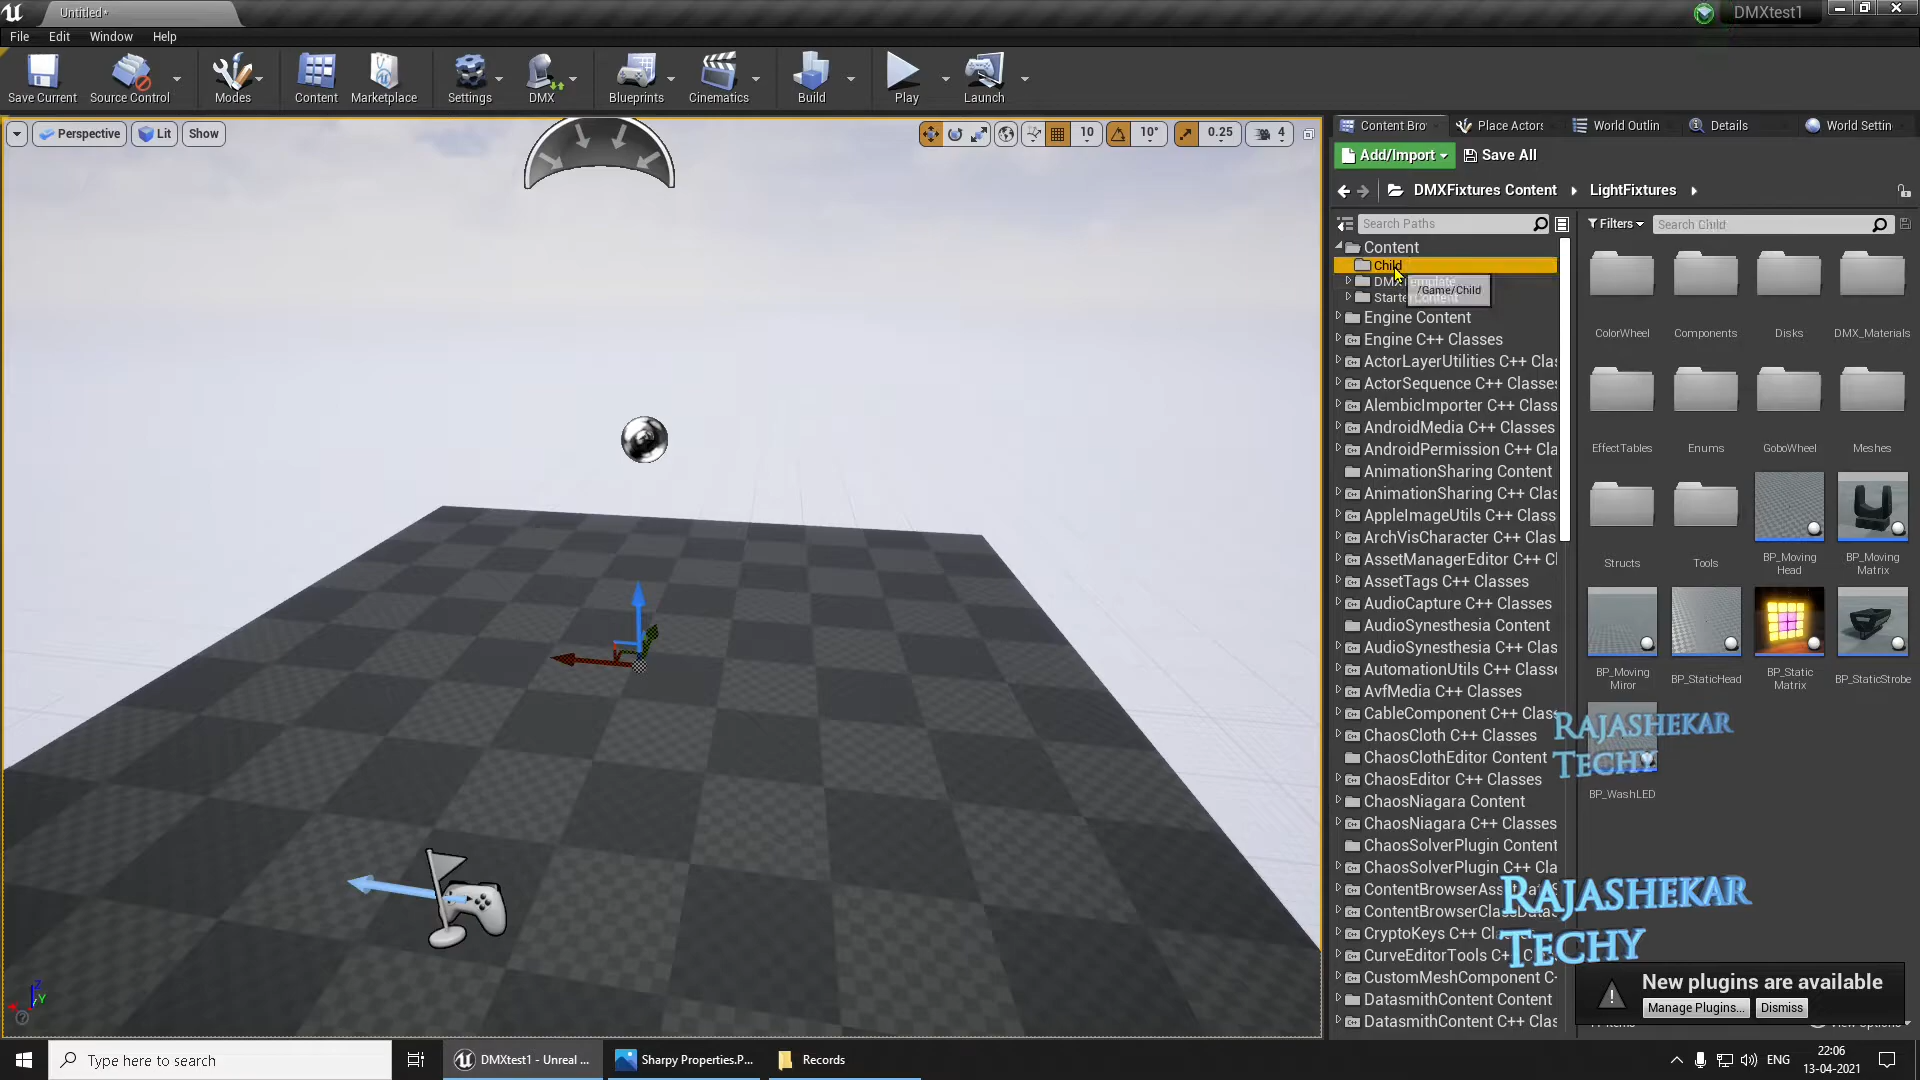 Untitled*
DMXtest1
File Edit Window Help
Save Current Source Control Modes Content Marketplace Settings DMX Blueprints Cinematics Build Play Launch
Perspective Lit Show
10 10° 0.25 4
Content Bro Place Actors World Outlin Details World Settin
Add/Import Save All
DMXFixtures Content LightFixtures
Search Paths
Filters Search Child
Content
Child
/Game/Child
Engine Content
Engine C++ Classes
ActorLayerUtilities C++ Clas
ActorSequence C++ Classes
AlembicImporter C++ Class
AndroidMedia C++ Classes
AndroidPermission C++ Cla
AnimationSharing Content
AnimationSharing C++ Clas
AppleImageUtils C++ Class
ArchVisCharacter C++ Clas
AssetManagerEditor C++ Cl
AssetTags C++ Classes
AudioCapture C++ Classes
AudioSynesthesia Content
AudioSynesthesia C++ Clas
AutomationUtils C++ Classe
AvfMedia C++ Classes
CableComponent C++ Class
ChaosCloth C++ Classes
ChaosClothEditor Content
ChaosEditor C++ Classes
ChaosNiagara Content
ChaosNiagara C++ Classes
ChaosSolverPlugin Content
ChaosSolverPlugin C++ Cla
CryptoKeys C++
CurveEditorTools C+
CustomMeshComponent C+
DatasmithContent Content
DatasmithContent C++ Clas
ColorWheel Components Disks DMX_Materials
EffectTables Enums GoboWheel Meshes
Structs Tools BP_Moving Head BP_Moving Matrix
BP_Moving Miror BP_StaticHead BP_Static Matrix BP_StaticStrobe
BP_WashLED
RAJASHEKAR
TECHY
RAJASHEKAR
TECHY
New plugins are available
Manage Plugins... Dismiss
Type here to search
DMXtest1 - Unreal ... Sharpy Properties.P... Records
ENG
22:06
13-04-2021